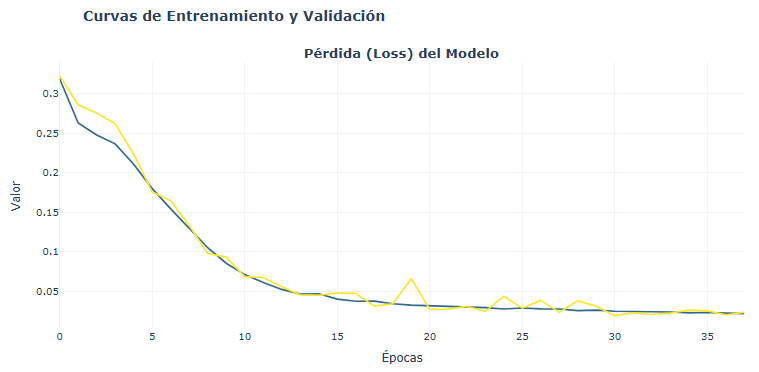 Curvas de Entrenamiento y Validación
Pérdida (Loss) del Modelo
Valor
0.3
0.25
0.2
0.15
0.1
0.05
0 5 10 15 20 25 30 35
Épocas